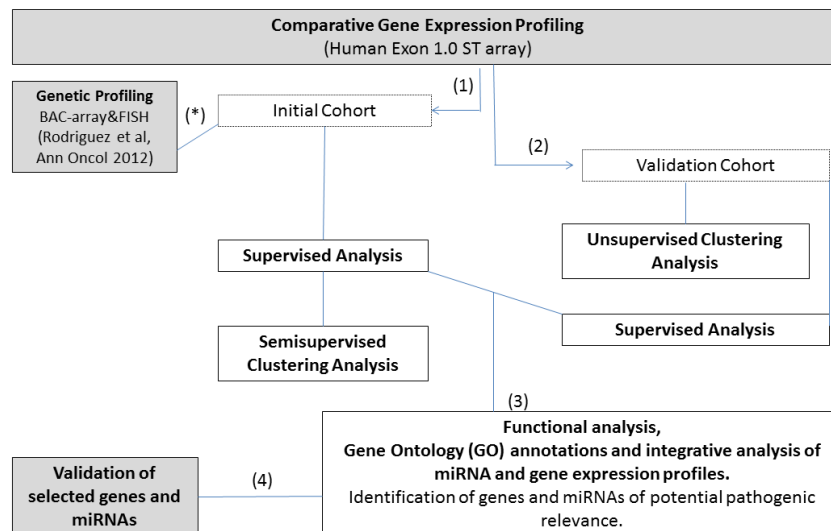 Comparative Gene Expression Profiling
(Human Exon 1.0 ST array)
(1)
Genetic Profiling
BAC-array&FISH
(Rodriguez et al,
Ann Oncol 2012)
(*)
Initial Cohort
(2)
Validation Cohort
Supervised Analysis
Unsupervised Clustering
Analysis
Semisupervised
Clustering Analysis
Supervised Analysis
(3)
Functional analysis,
Gene Ontology (GO) annotations and integrative analysis of
miRNA and gene expression profiles.
Identification of genes and miRNAs of potential pathogenic
relevance.
(4)
Validation of
selected genes and
miRNAs